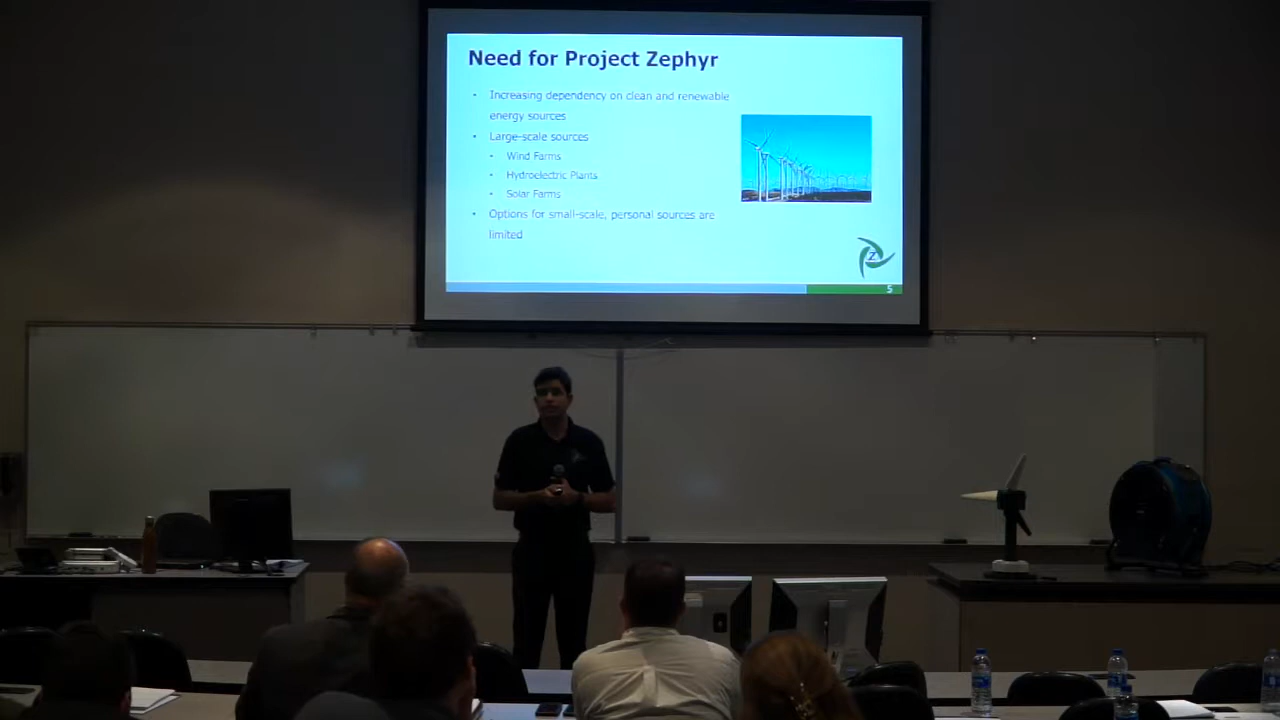 Need for Project Zephyr
Increasing dependency on clean and renewable
energy sources
Large-scale sources
Wind Farms
Hydroelectric Plants
Solar Farms
Options for small-scale, personal sources are
limited
Z
5